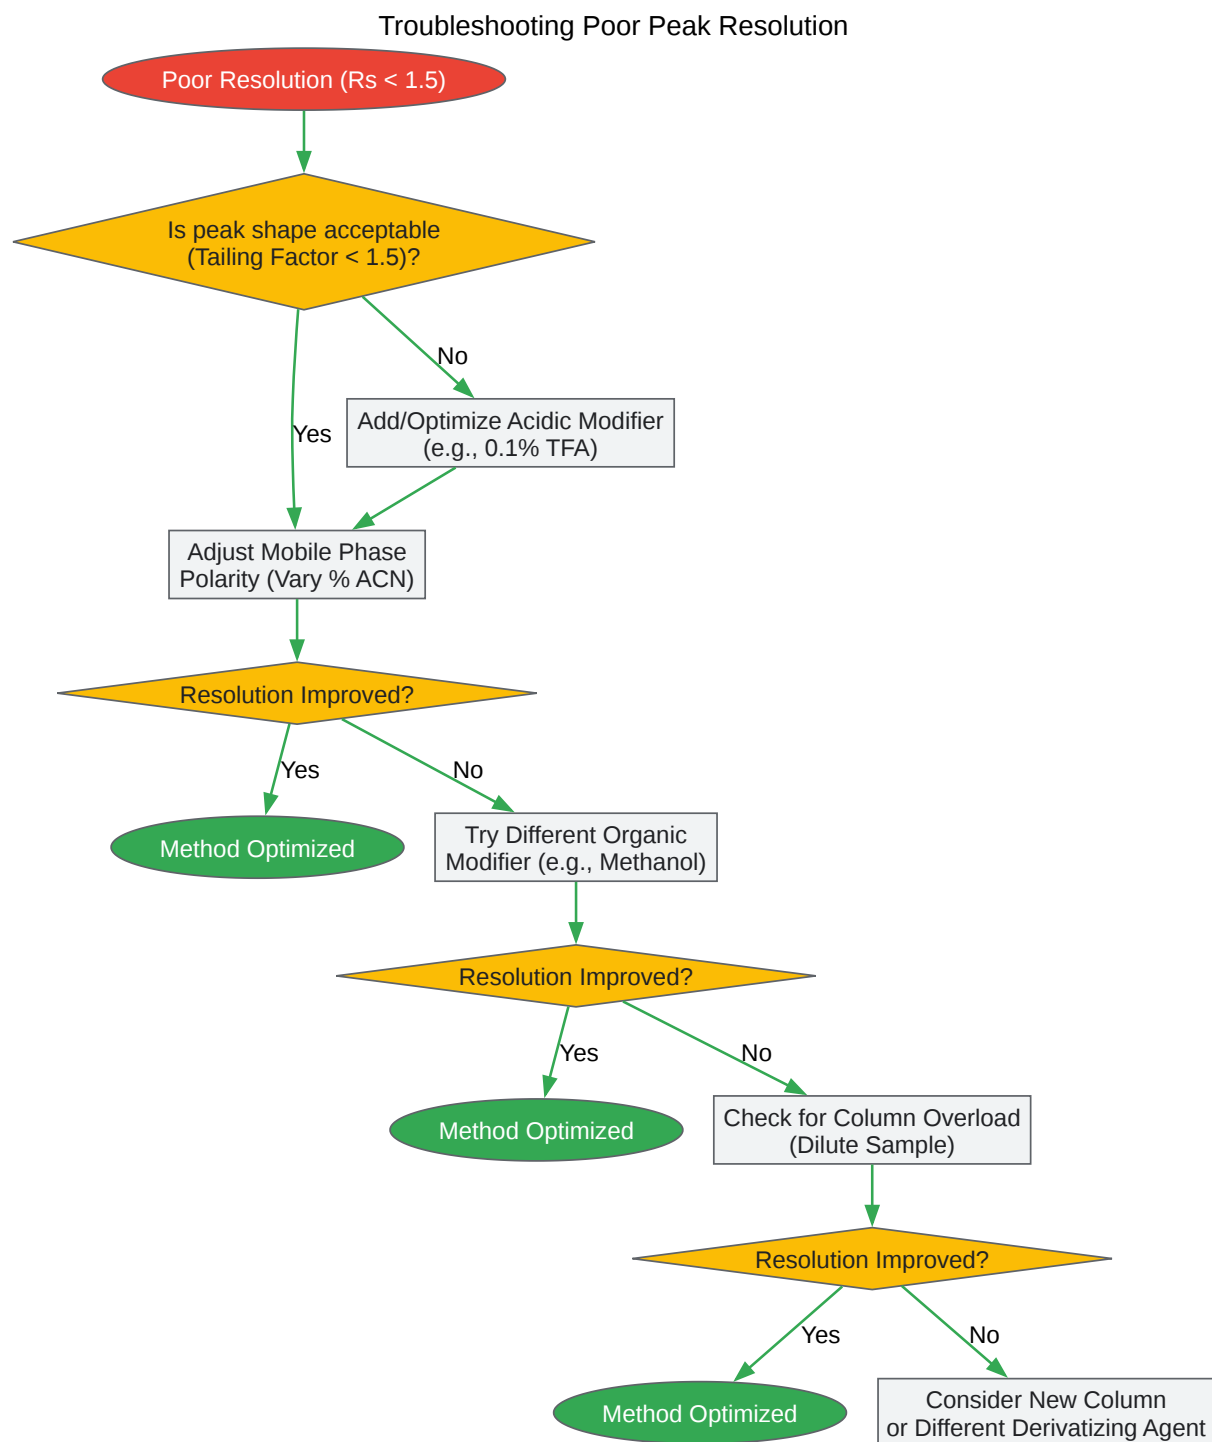 Troubleshooting Poor Peak Resolution
Poor Resolution (Rs < 1.5)
Is peak shape acceptable
(Tailing Factor < 1.5)?
No
Add/Optimize Acidic Modifier
(e.g., 0.1% TFA)
Yes
Adjust Mobile Phase
Polarity (Vary % ACN)
Resolution Improved?
Yes
No
Method Optimized
Try Different Organic
Modifier (e.g., Methanol)
Resolution Improved?
Yes
No
Method Optimized
Check for Column Overload
(Dilute Sample)
Resolution Improved?
Yes
No
Method Optimized
Consider New Column
or Different Derivatizing Agent